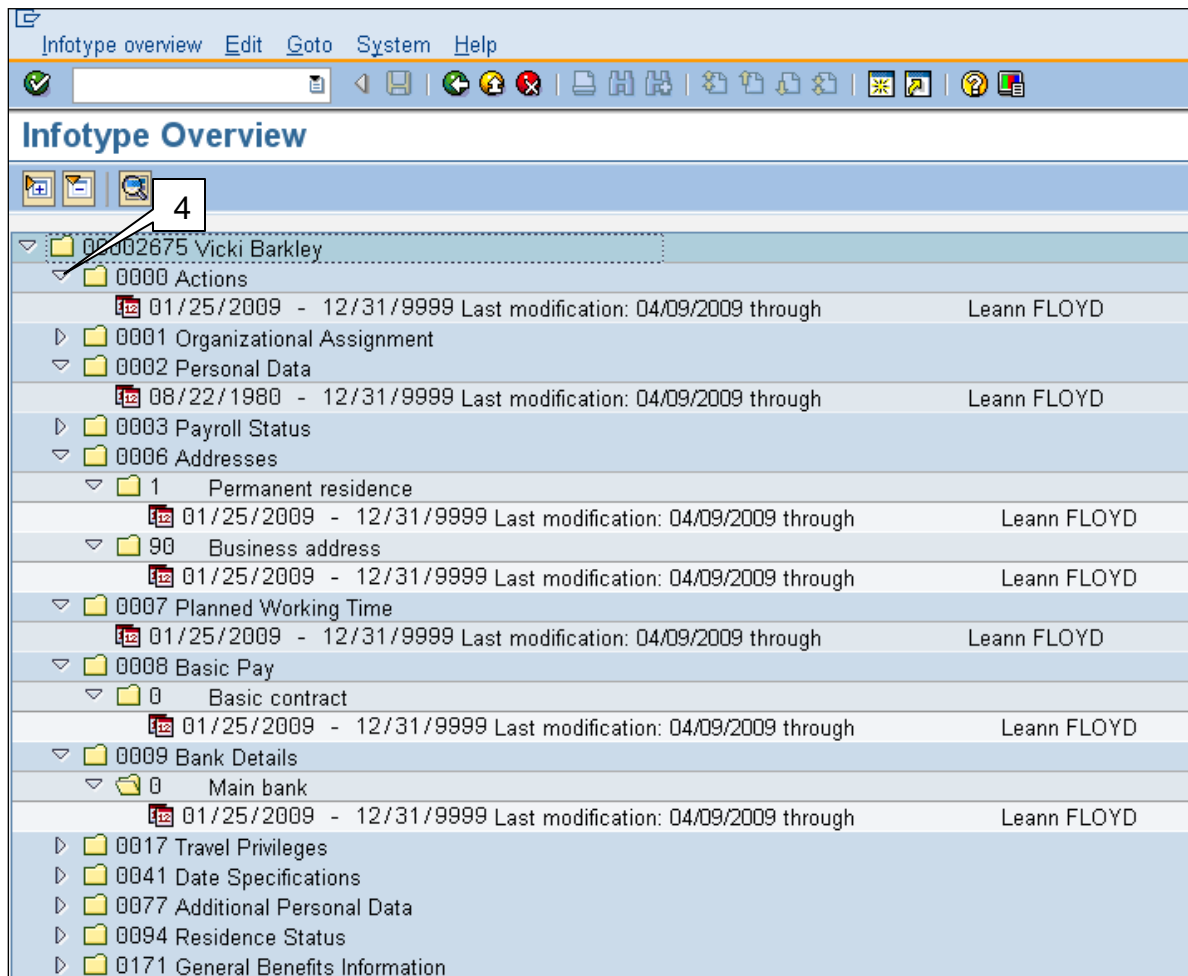 Infotype overview Edit Goto System Help
Infotype Overview
4
00002675 Vicki Barkley
0000 Actions
01/25/2009 - 12/31/9999 Last modification: 04/09/2009 through Leann FLOYD
0001 Organizational Assignment
0002 Personal Data
08/22/1980 - 12/31/9999 Last modification: 04/09/2009 through Leann FLOYD
0003 Payroll Status
0006 Addresses
1 Permanent residence
01/25/2009 - 12/31/9999 Last modification: 04/09/2009 through Leann FLOYD
90 Business address
01/25/2009 - 12/31/9999 Last modification: 04/09/2009 through Leann FLOYD
0007 Planned Working Time
01/25/2009 - 12/31/9999 Last modification: 04/09/2009 through Leann FLOYD
0008 Basic Pay
0 Basic contract
01/25/2009 - 12/31/9999 Last modification: 04/09/2009 through Leann FLOYD
0009 Bank Details
0 Main bank
01/25/2009 - 12/31/9999 Last modification: 04/09/2009 through Leann FLOYD
0017 Travel Privileges
0041 Date Specifications
0077 Additional Personal Data
0094 Residence Status
0171 General Benefits Information